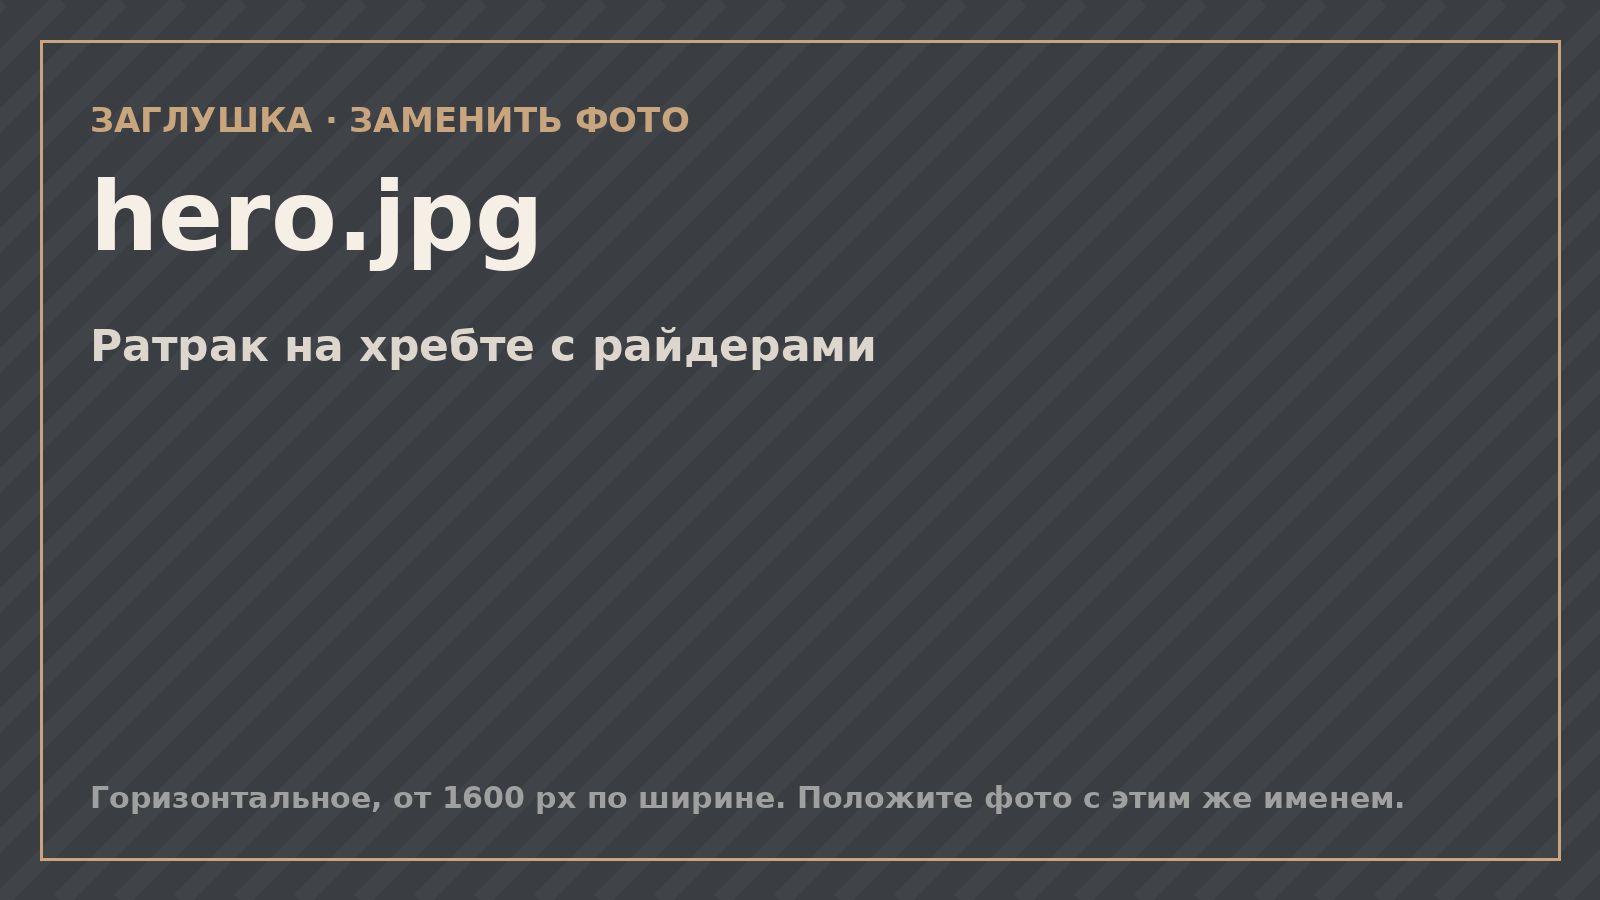 ЗАГЛУШКА · ЗАМЕНИТЬ ФОТО
hero.jpg
Ратрак на хребте с райдерами
Горизонтальное, от 1600 px по ширине. Положите фото с этим же именем.